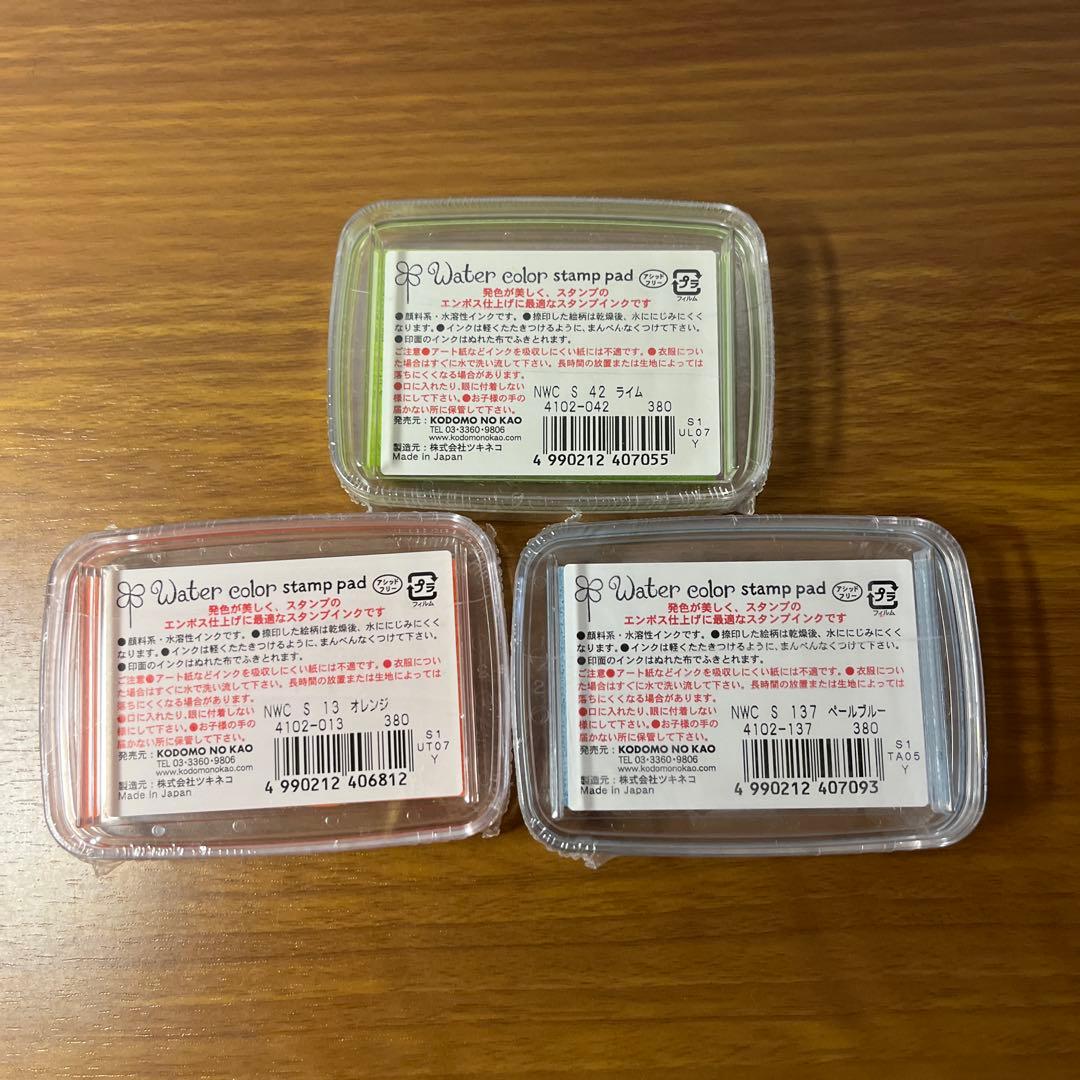 Water color stamp pad アシッドフリー プラ フィルム
発色が美しく、スタンプの
エンボス仕上げに最適なスタンプインクです
●顔料系・水溶性インクです。●捺印した絵柄は乾燥後、水ににじみにくく
なります。●インクは軽くたたきつけるように、まんべんなくつけて下さい。
●印面のインクはぬれた布でふきとれます。
ご注意●アート紙などインクを吸収しにくい紙には不適です。●衣服につい
た場合はすぐに水で洗い流して下さい。長時間の放置または生地によっては
落ちにくくなる場合があります。
●口に入れたり、眼に付着しない
様にして下さい。●お子様の手の
届かない所に保管して下さい。
発売元：KODOMO NO KAO
TEL 03・3360・9806
www.kodomonokao.com
製造元：株式会社ツキネコ
Made in Japan
NWC S 42 ライム
4102-042 380
S1
UL07
Y
4 990212 407055
Water color stamp pad アシッドフリー プラ フィルム
発色が美しく、スタンプの
エンボス仕上げに最適なスタンプインクです
●顔料系・水溶性インクです。●捺印した絵柄は乾燥後、水ににじみにくく
なります。●インクは軽くたたきつけるように、まんべんなくつけて下さい。
●印面のインクはぬれた布でふきとれます。
ご注意●アート紙などインクを吸収しにくい紙には不適です。●衣服につい
た場合はすぐに水で洗い流して下さい。長時間の放置または生地によっては
落ちにくくなる場合があります。
●口に入れたり、眼に付着しない
様にして下さい。●お子様の手の
届かない所に保管して下さい。
発売元：KODOMO NO KAO
TEL 03・3360・9806
www.kodomonokao.com
製造元：株式会社ツキネコ
Made in Japan
NWC S 13 オレンジ
4102-013 380
S1
UT07
Y
4 990212 406812
Water color stamp pad アシッドフリー プラ フィルム
発色が美しく、スタンプの
エンボス仕上げに最適なスタンプインクです
●顔料系・水溶性インクです。●捺印した絵柄は乾燥後、水ににじみにくく
なります。●インクは軽くたたきつけるように、まんべんなくつけて下さい。
●印面のインクはぬれた布でふきとれます。
ご注意●アート紙などインクを吸収しにくい紙には不適です。●衣服につい
た場合はすぐに水で洗い流して下さい。長時間の放置または生地によっては
落ちにくくなる場合があります。
●口に入れたり、眼に付着しない
様にして下さい。●お子様の手の
届かない所に保管して下さい。
発売元：KODOMO NO KAO
TEL 03・3360・9806
www.kodomonokao.com
製造元：株式会社ツキネコ
Made in Japan
NWC S 137 ペールブルー
4102-137 380
S1
TA05
Y
4 990212 407093